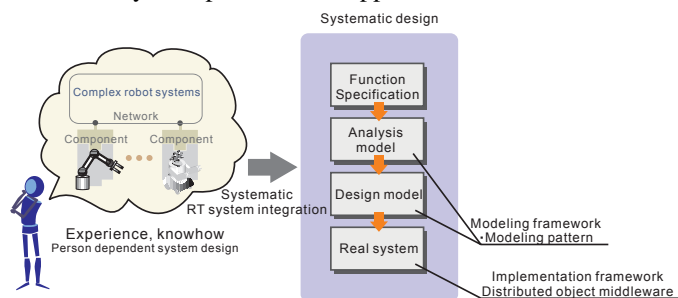 Systematic design
Complex robot systems
Network
Component
Component
Systematic
RT system integration
Experience, knowhow
Person dependent system design
Function
Specification
Analysis
model
Design model
Real system
Modeling framework
・Modeling pattern
Implementation framework
Distributed object middleware